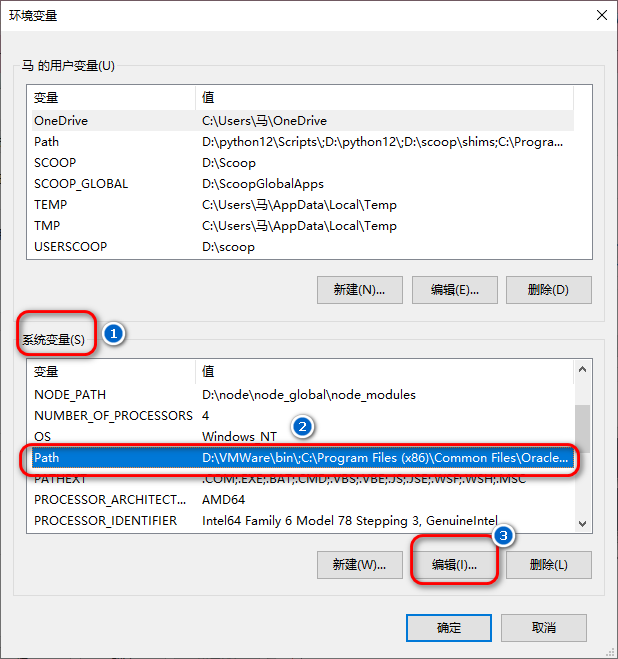 环境变量
马 的用户变量(U)
变量 值
OneDrive C:\Users\马\OneDrive
Path D:\python12\Scripts\;D:\python12\;D:\scoop\shims;C:\Progra...
SCOOP D:\Scoop
SCOOP_GLOBAL D:\ScoopGlobalApps
TEMP C:\Users\马\AppData\Local\Temp
TMP C:\Users\马\AppData\Local\Temp
USERSCOOP D:\scoop
新建(N)... 编辑(E)... 删除(D)
系统变量(S) 1
变量 值
NODE_PATH D:\node\node_global\node_modules
NUMBER_OF_PROCESSORS 4
OS Windows_NT 2
Path D:\VMWare\bin\;C:\Program Files (x86)\Common Files\Oracle...
PATHEXT .COM;.EXE;.BAT;.CMD;.VBS;.VBE;.JS;.JSE;.WSF;.WSH;.MSC
PROCESSOR_ARCHITECT... AMD64
PROCESSOR_IDENTIFIER Intel64 Family 6 Model 78 Stepping 3, GenuineIntel
3
新建(W)... 编辑(I)... 删除(L)
确定 取消